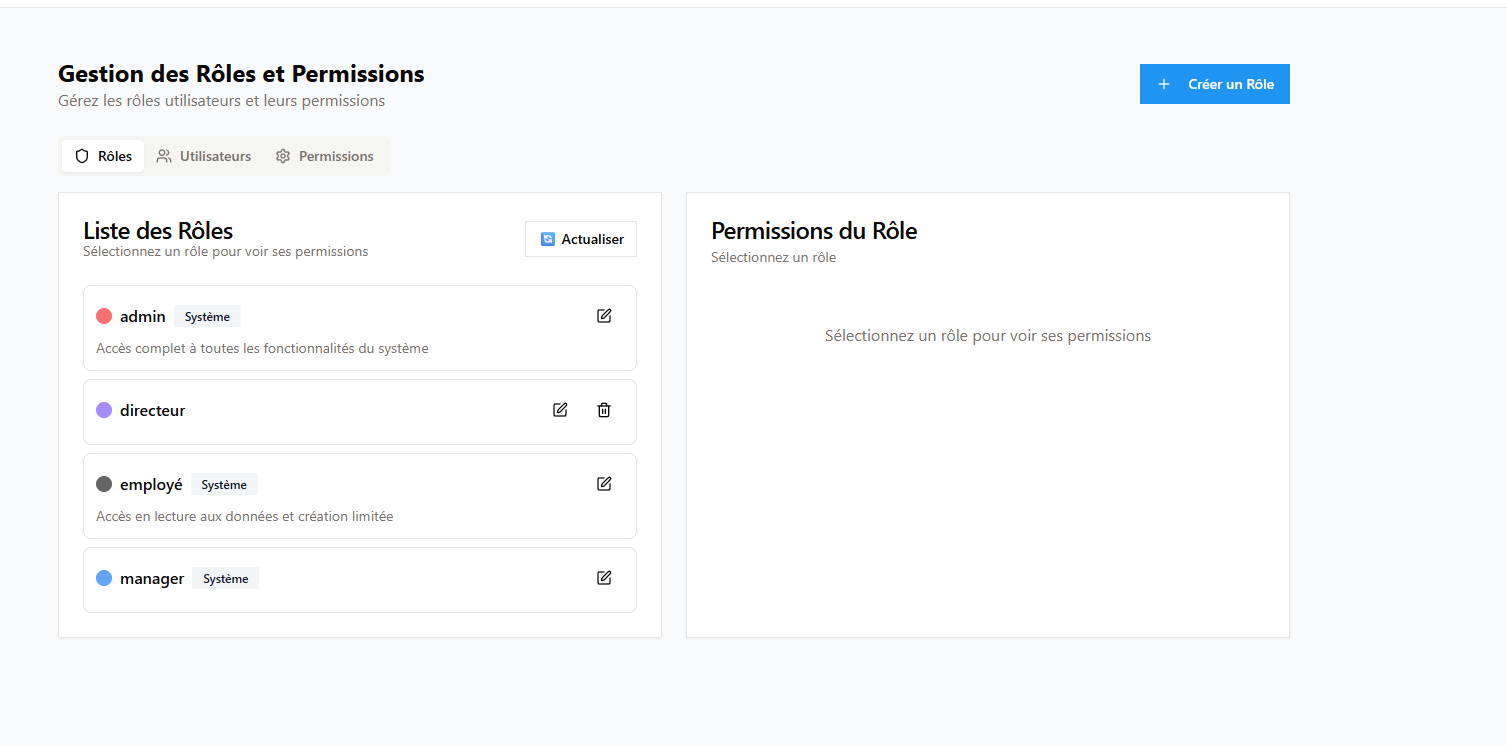 Gestion des Rôles et Permissions
Gérez les rôles utilisateurs et leurs permissions
Créer un Rôle
Rôles
Utilisateurs
Permissions
Liste des Rôles
Sélectionnez un rôle pour voir ses permissions
Actualiser
admin
Système
Accès complet à toutes les fonctionnalités du système
directeur
employé
Système
Accès en lecture aux données et création limitée
manager
Système
Permissions du Rôle
Sélectionnez un rôle
Sélectionnez un rôle pour voir ses permissions